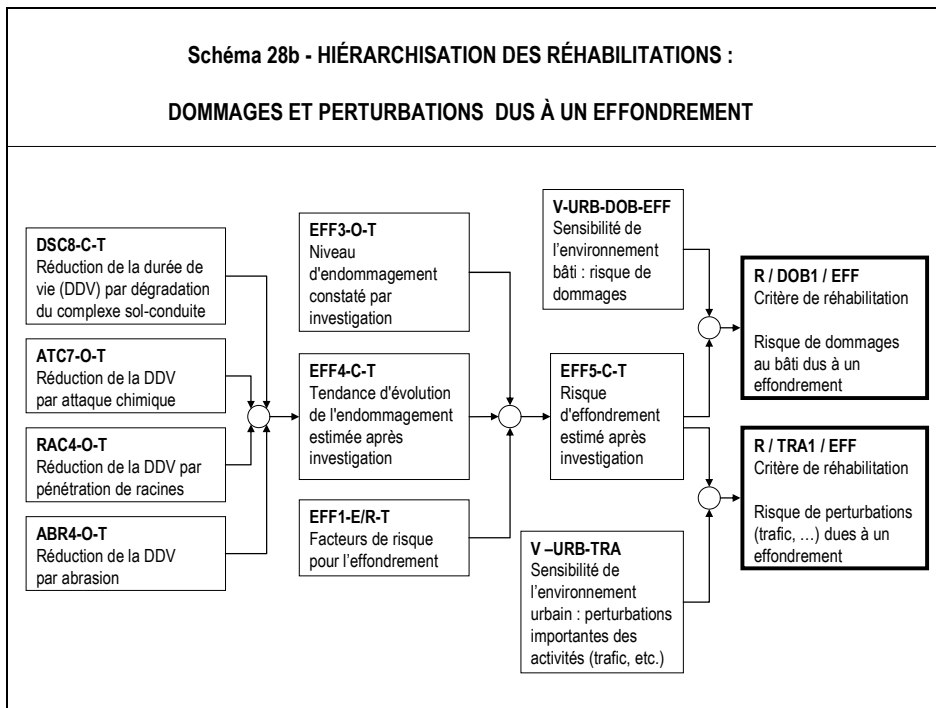 Schéma 28b - HIÉRARCHISATION DES RÉHABILITATIONS :
DOMMAGES ET PERTURBATIONS DUS À UN EFFONDREMENT
DSC8-C-T
Réduction de la durée de
vie (DDV) par dégradation
du complexe sol-conduite
ATC7-O-T
Réduction de la DDV
par attaque chimique
RAC4-O-T
Réduction de la DDV par
pénétration de racines
ABR4-O-T
Réduction de la DDV
par abrasion
EFF3-O-T
Niveau
d'endommagement
constaté par
investigation
EFF4-C-T
Tendance d'évolution
de l'endommagement
estimée après
investigation
EFF1-E/R-T
Facteurs de risque
pour l'effondrement
V-URB-DOB-EFF
Sensibilité de
l'environnement
bâti : risque de
dommages
EFF5-C-T
Risque
d'effondrement
estimé après
investigation
V –URB-TRA
Sensibilité de
l'environnement
urbain : perturbations
importantes des
activités (trafic, etc.)
R / DOB1 / EFF
Critère de réhabilitation
Risque de dommages
au bâti dus à un
effondrement
R / TRA1 / EFF
Critère de réhabilitation
Risque de perturbations
(trafic, …) dues à un
effondrement